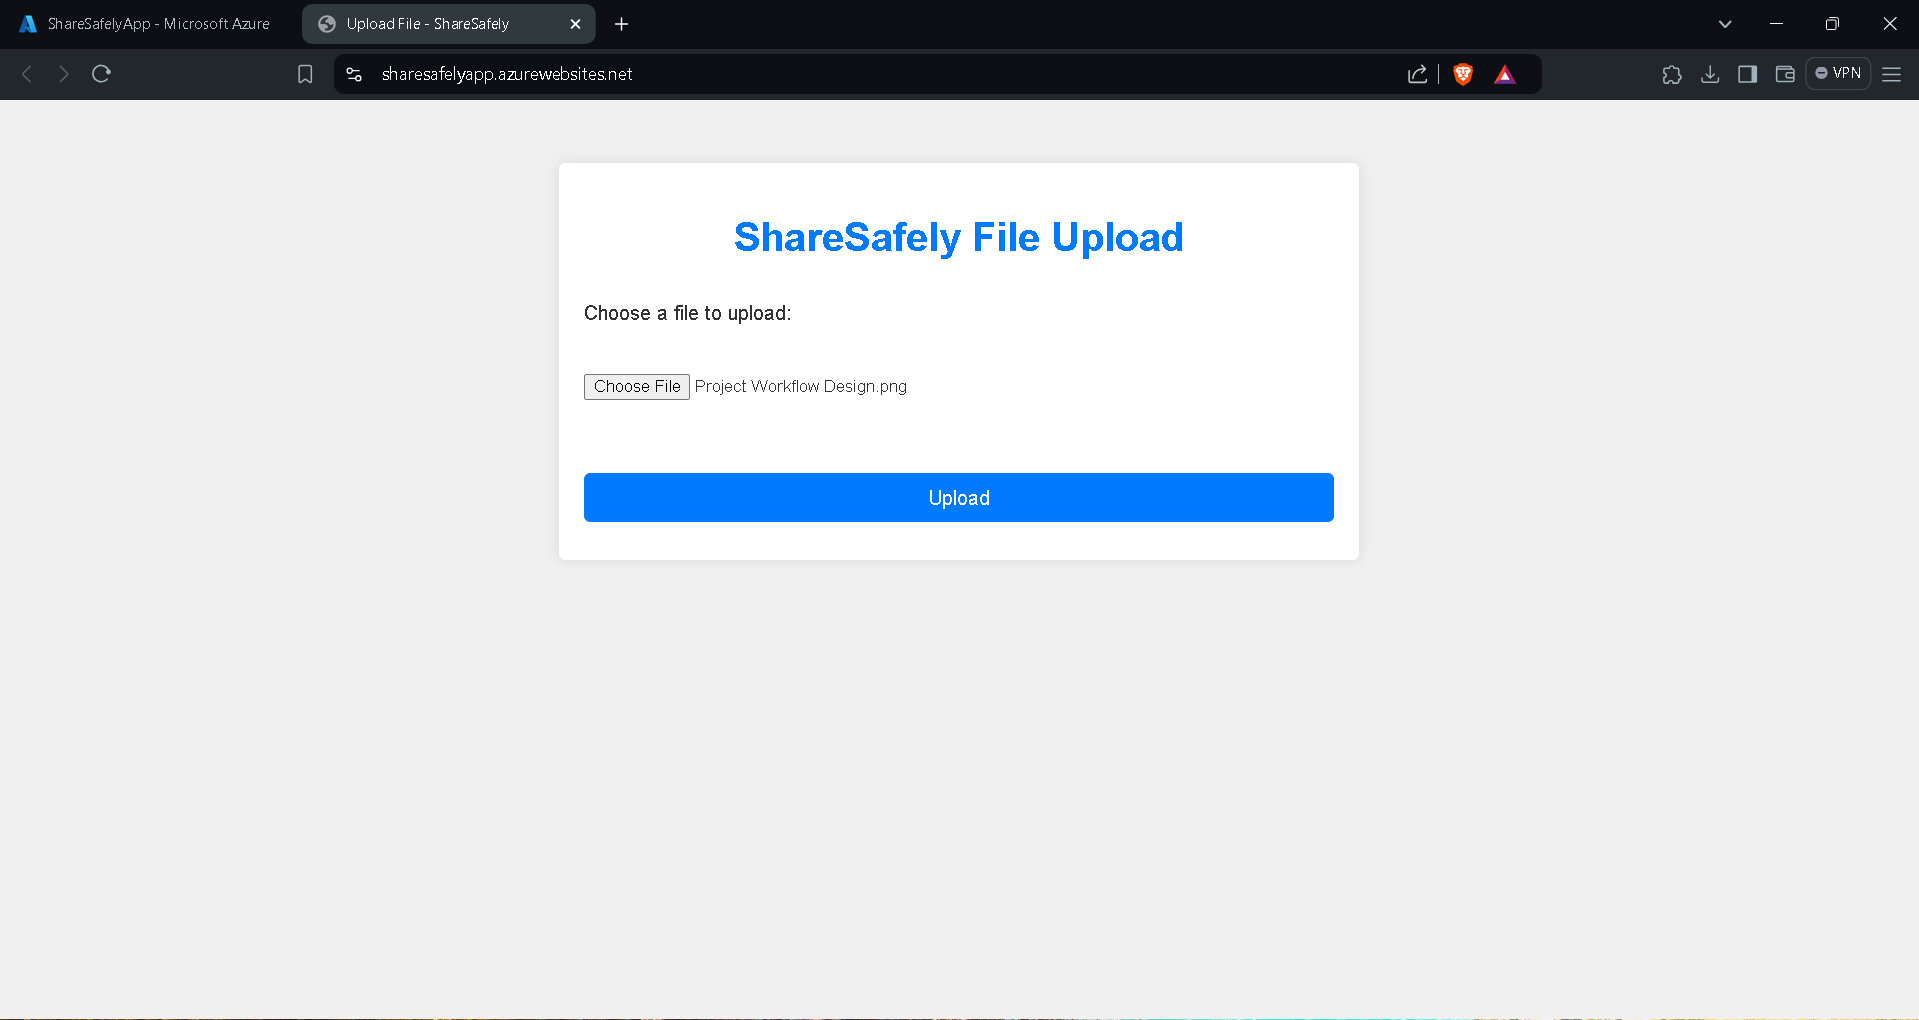 ShareSafelyApp - Microsoft Azure
Upload File - ShareSafely
sharesafelyapp.azurewebsites.net
VPN
ShareSafely File Upload
Choose a file to upload:
Choose File Project Workflow Design.png
Upload